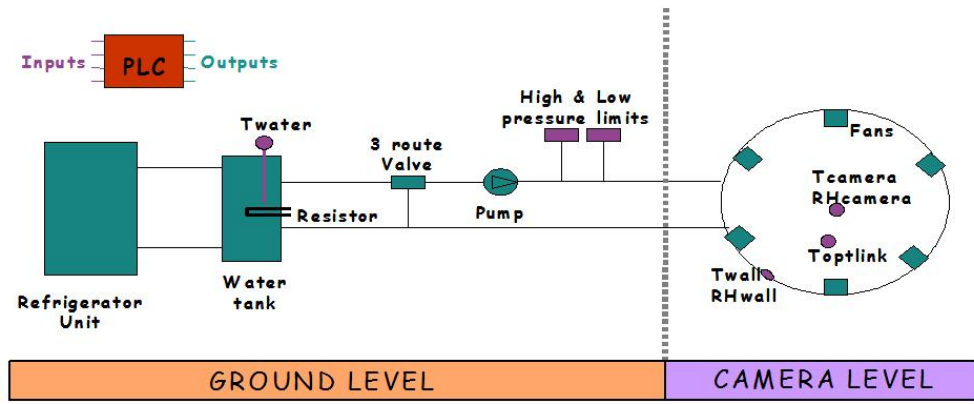 Inputs
PLC
Outputs
Twater
3 route
Valve
High & Low
pressure limits
Fans
Tcamera
RHcamera
Resistor
Pump
Toptlink
Twall
RHwall
Water
tank
Refrigerator
Unit
GROUND LEVEL
CAMERA LEVEL